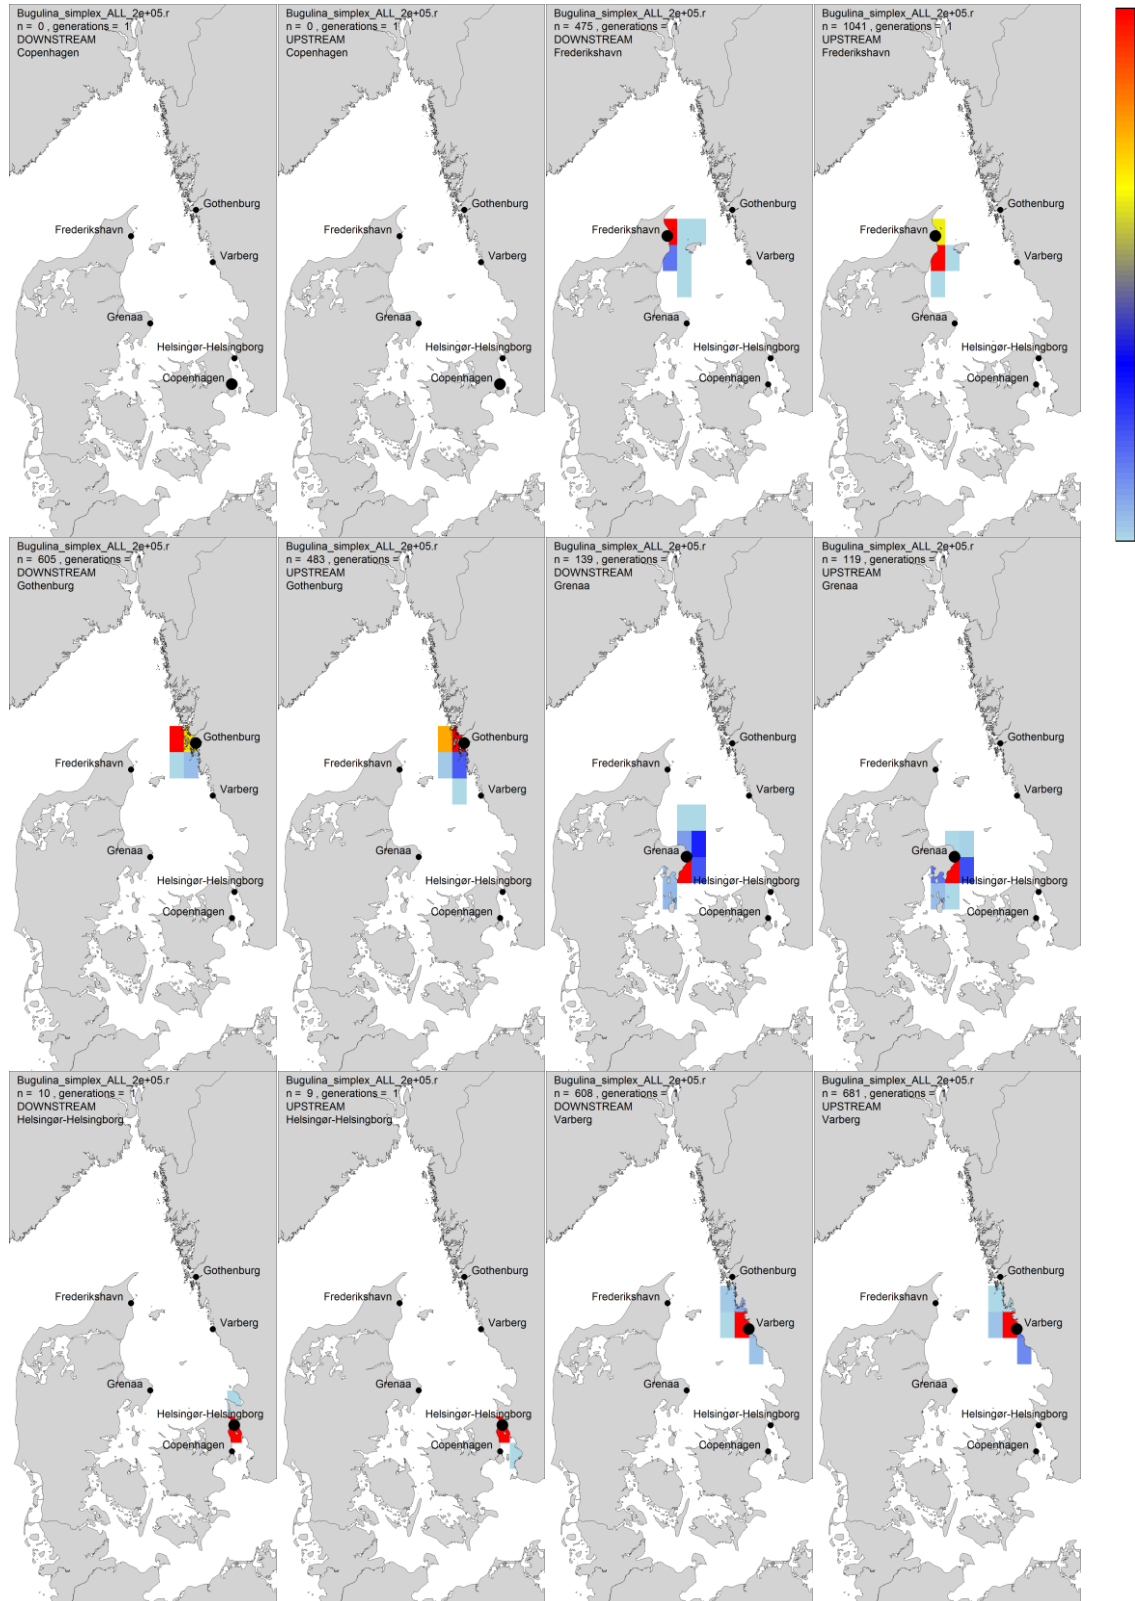 Bugulina_simplex_ALL_2e+05.r
n = 0 , generations = 1
DOWNSTREAM
Copenhagen
Gothenburg
Frederikshavn
Varberg
Grenaa
Helsingør-Helsingborg
Copenhagen
Bugulina_simplex_ALL_2e+05.r
n = 0 , generations = 1
UPSTREAM
Copenhagen
Gothenburg
Frederikshavn
Varberg
Grenaa
Helsingør-Helsingborg
Copenhagen
Bugulina_simplex_ALL_2e+05.r
n = 475 , generations = 1
DOWNSTREAM
Frederikshavn
Gothenburg
Frederikshavn
Varberg
Grenaa
Helsingør-Helsingborg
Copenhagen
Bugulina_simplex_ALL_2e+05.r
n = 1041 , generations = 1
UPSTREAM
Frederikshavn
Gothenburg
Frederikshavn
Varberg
Grenaa
Helsingør-Helsingborg
Copenhagen
Bugulina_simplex_ALL_2e+05.r
n = 605 , generations = 1
DOWNSTREAM
Gothenburg
Gothenburg
Frederikshavn
Varberg
Grenaa
Helsingør-Helsingborg
Copenhagen
Bugulina_simplex_ALL_2e+05.r
n = 483 , generations = 1
UPSTREAM
Gothenburg
Gothenburg
Frederikshavn
Varberg
Grenaa
Helsingør-Helsingborg
Copenhagen
Bugulina_simplex_ALL_2e+05.r
n = 139 , generations = 1
DOWNSTREAM
Grenaa
Gothenburg
Frederikshavn
Varberg
Grenaa
Helsingør-Helsingborg
Copenhagen
Bugulina_simplex_ALL_2e+05.r
n = 119 , generations = 1
UPSTREAM
Grenaa
Gothenburg
Frederikshavn
Varberg
Grenaa
Helsingør-Helsingborg
Copenhagen
Bugulina_simplex_ALL_2e+05.r
n = 10 , generations = 1
DOWNSTREAM
Helsingør-Helsingborg
Gothenburg
Frederikshavn
Varberg
Grenaa
Helsingør-Helsingborg
Copenhagen
Bugulina_simplex_ALL_2e+05.r
n = 9 , generations = 1
UPSTREAM
Helsingør-Helsingborg
Gothenburg
Frederikshavn
Varberg
Grenaa
Helsingør-Helsingborg
Copenhagen
Bugulina_simplex_ALL_2e+05.r
n = 608 , generations = 1
DOWNSTREAM
Varberg
Gothenburg
Frederikshavn
Varberg
Grenaa
Helsingør-Helsingborg
Copenhagen
Bugulina_simplex_ALL_2e+05.r
n = 681 , generations = 1
UPSTREAM
Varberg
Gothenburg
Frederikshavn
Varberg
Grenaa
Helsingør-Helsingborg
Copenhagen